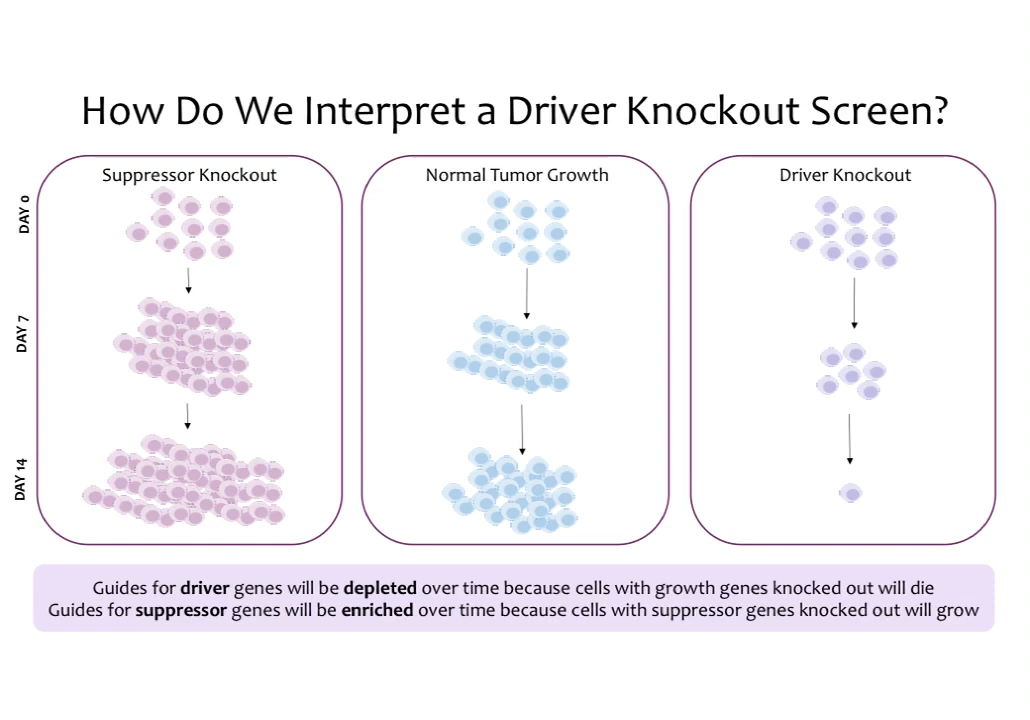 How Do We Interpret a Driver Knockout Screen?
Suppressor Knockout
Normal Tumor Growth
Driver Knockout
DAY 0
DAY 7
DAY 14
Guides for driver genes will be depleted over time because cells with growth genes knocked out will die
Guides for suppressor genes will be enriched over time because cells with suppressor genes knocked out will grow